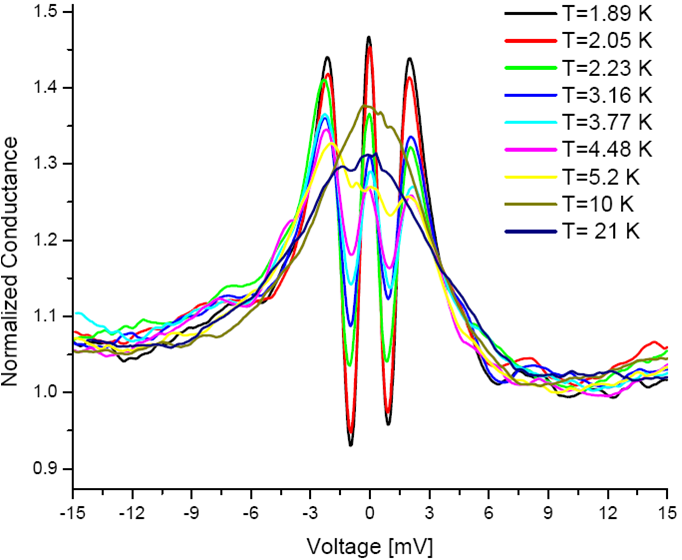 1.5
1.4
1.3
1.2
1.1
1.0
0.9
Normalized Conductance
-15 -12 -9 -6 -3 0 3 6 9 12 15
Voltage [mV]
T=1.89 K
T=2.05 K
T=2.23 K
T=3.16 K
T=3.77 K
T=4.48 K
T=5.2 K
T=10 K
T= 21 K